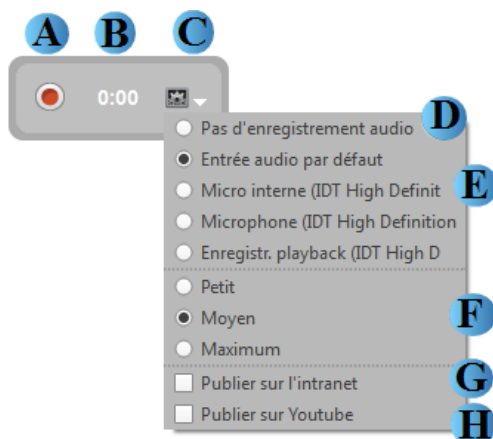 A B C
0:00
Pas d'enregistrement audio D
Entrée audio par défaut
Micro interne (IDT High Definit E
Microphone (IDT High Definition
Enregistr. playback (IDT High D
Petit
Moyen F
Maximum
Publier sur l'intranet G
Publier sur Youtube H